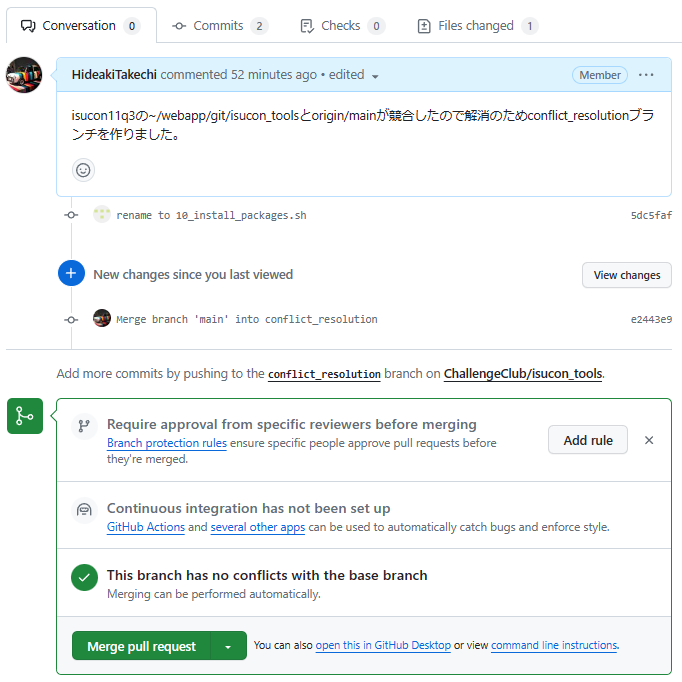 Conversation 0 Commits 2 Checks 0 Files changed 1
HideakiTakechi commented 52 minutes ago • edited Member
isucon11q3の~/webapp/git/isucon_toolsとorigin/mainが競合したので解消のためconflict_resolutionブラ
ンチを作りました。
rename to 10_install_packages.sh 5dc5faf
New changes since you last viewed View changes
Merge branch 'main' into conflict_resolution e2443e9
Add more commits by pushing to the conflict_resolution branch on ChallengeClub/isucon_tools.
Require approval from specific reviewers before merging
Branch protection rules ensure specific people approve pull requests before
they're merged.
Add rule
Continuous integration has not been set up
GitHub Actions and several other apps can be used to automatically catch bugs and enforce style.
This branch has no conflicts with the base branch
Merging can be performed automatically.
Merge pull request You can also open this in GitHub Desktop or view command line instructions.